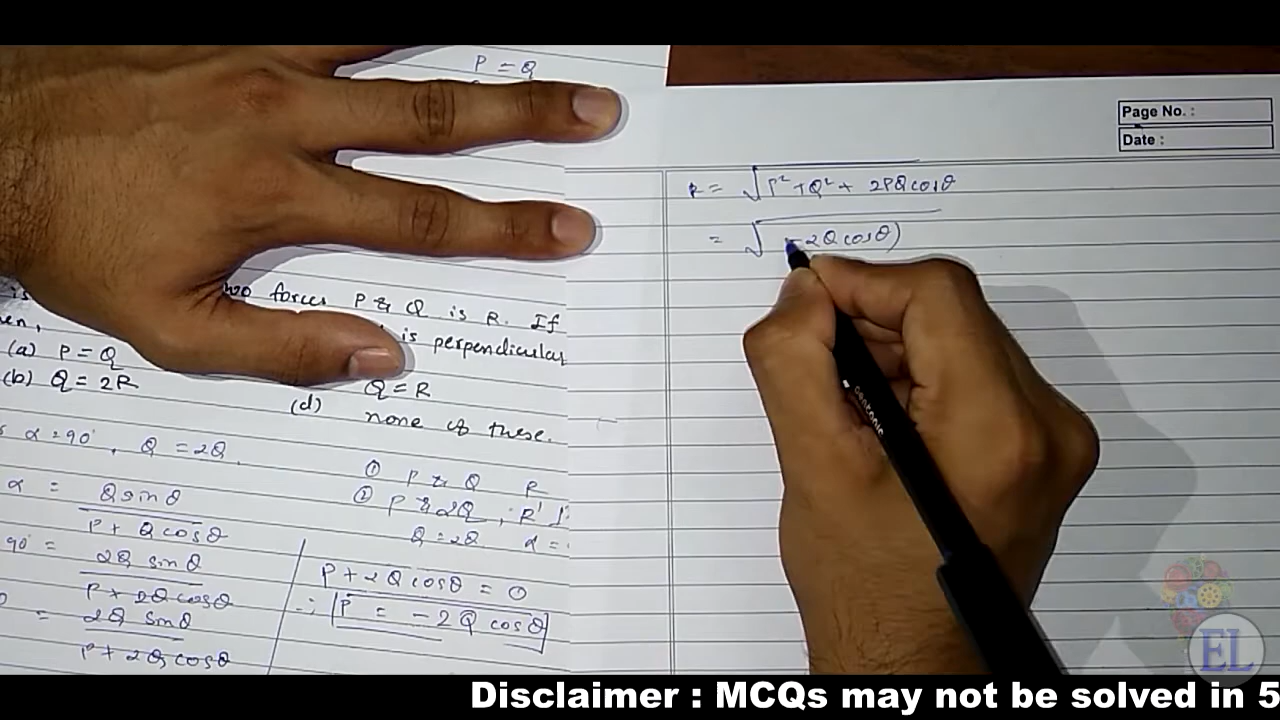 P = Q
Page No. :
Date :
R = √P² + Q² + 2PQ cosθ
= √ - 2Q cosθ)
two forces P & Q is R. If
is perpendicular
(a) P = Q
(b) Q = 2R
Q = R
(d) none of these.
α = 90°, Q = 2Q.
α = Q sinθ
P + Q cosθ
90° = 2Q sinθ
P + 2Q cosθ
= 2Q sinθ
P + 2Q cosθ
① P & Q R
② P & 2Q, R'
Q = 2Q α =
P + 2Q cosθ = 0
∴ P = - 2Q cosθ
EL
Disclaimer : MCQs may not be solved in 5